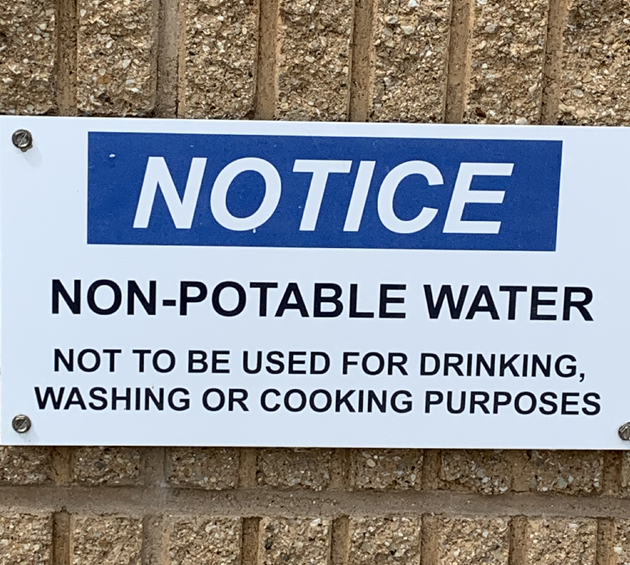 NOTICE
NON-POTABLE WATER
NOT TO BE USED FOR DRINKING,
WASHING OR COOKING PURPOSES